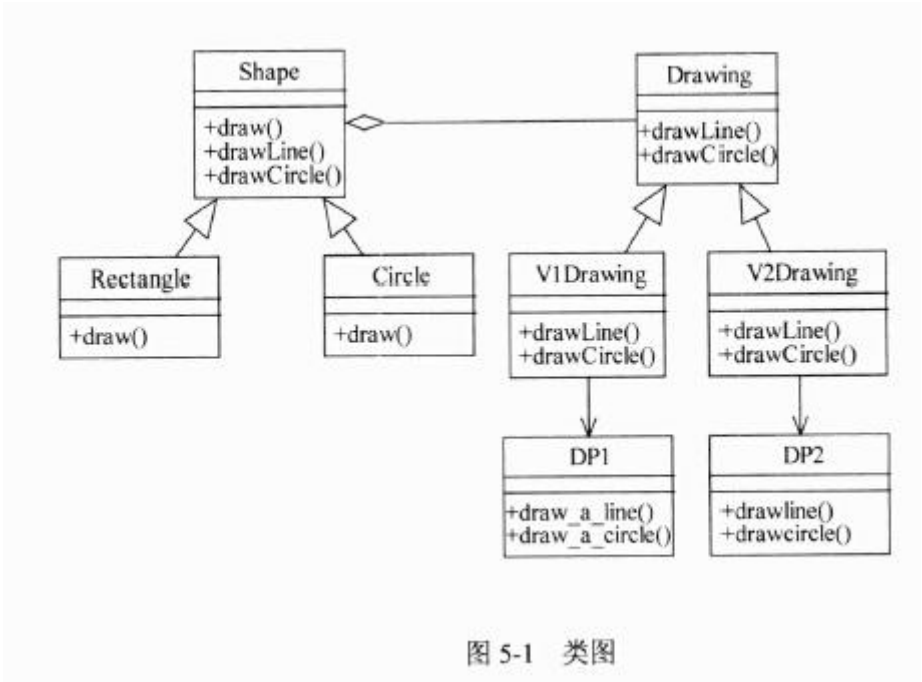 Shape
+draw()
+drawLine()
+drawCircle()
Drawing
+drawLine()
+drawCircle()
Rectangle
+draw()
Circle
+draw()
V1Drawing
+drawLine()
+drawCircle()
V2Drawing
+drawLine()
+drawCircle()
DP1
+draw_a_line()
+draw_a_circle()
DP2
+drawline()
+drawcircle()
图 5-1 类图